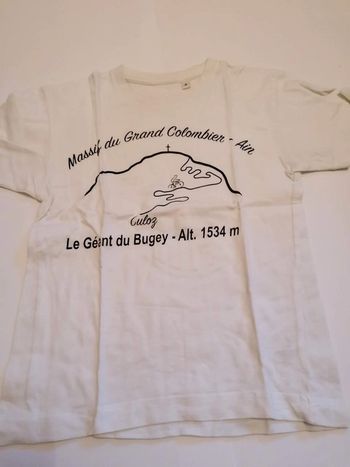 Massif du Grand Colombier - Ain
Culoz
Le Géant du Bugey - Alt. 1534 m